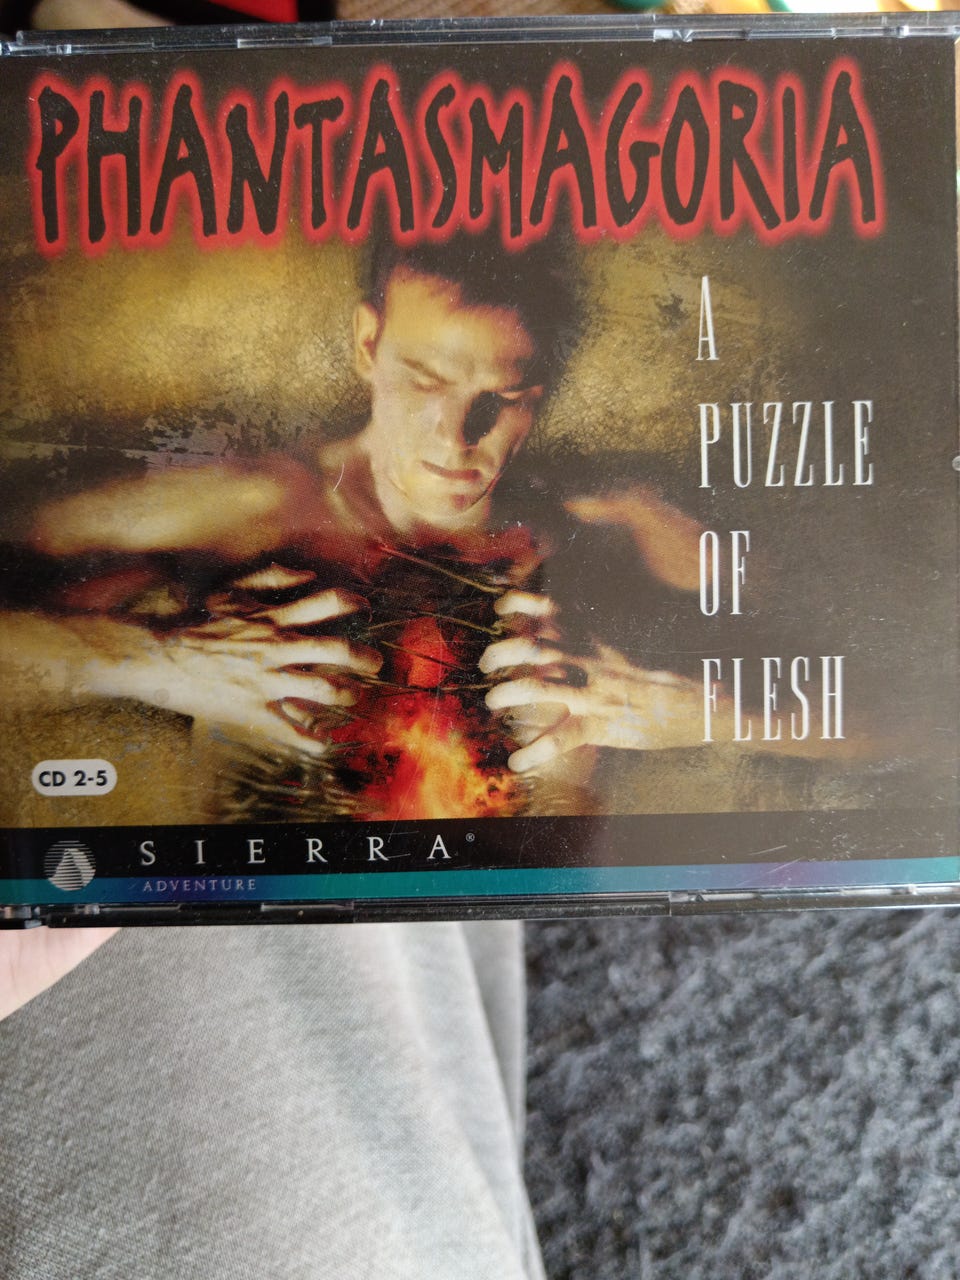 PHANTASMAGORIA
A
PUZZLE
OF
FLESH
CD 2-5
SIERRA®
ADVENTURE